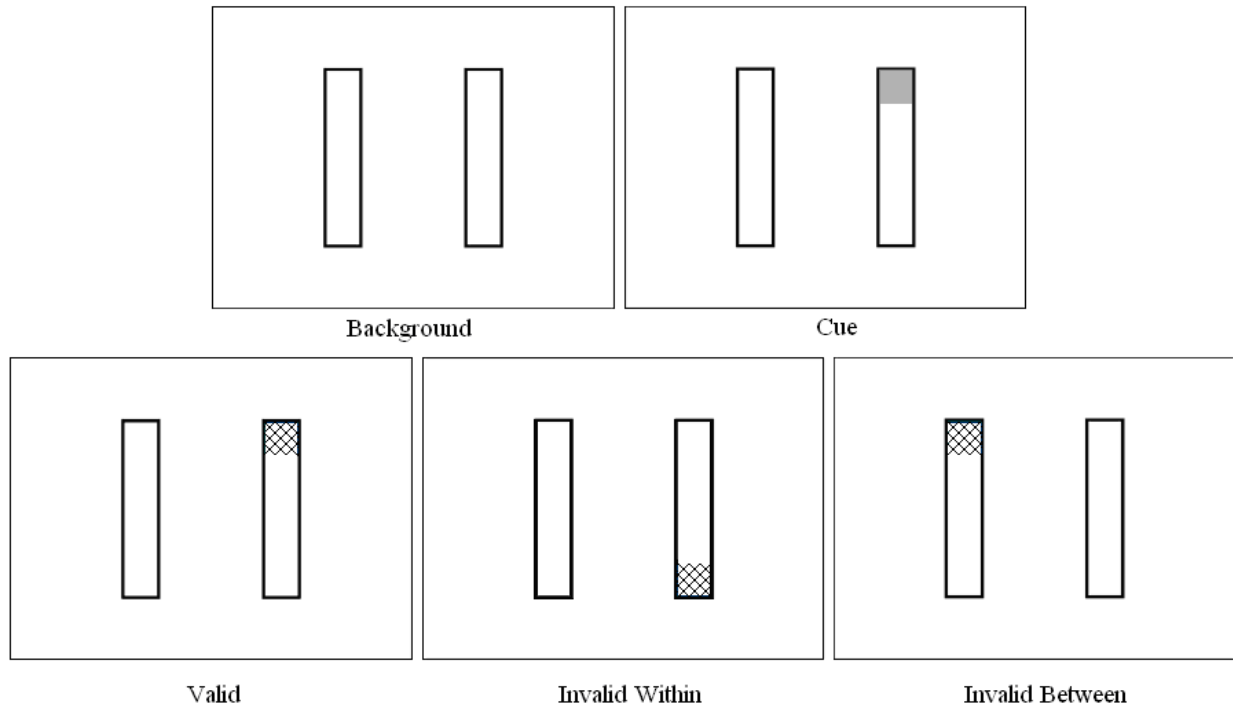 Background
Cue
Valid
Invalid Within
Invalid Between